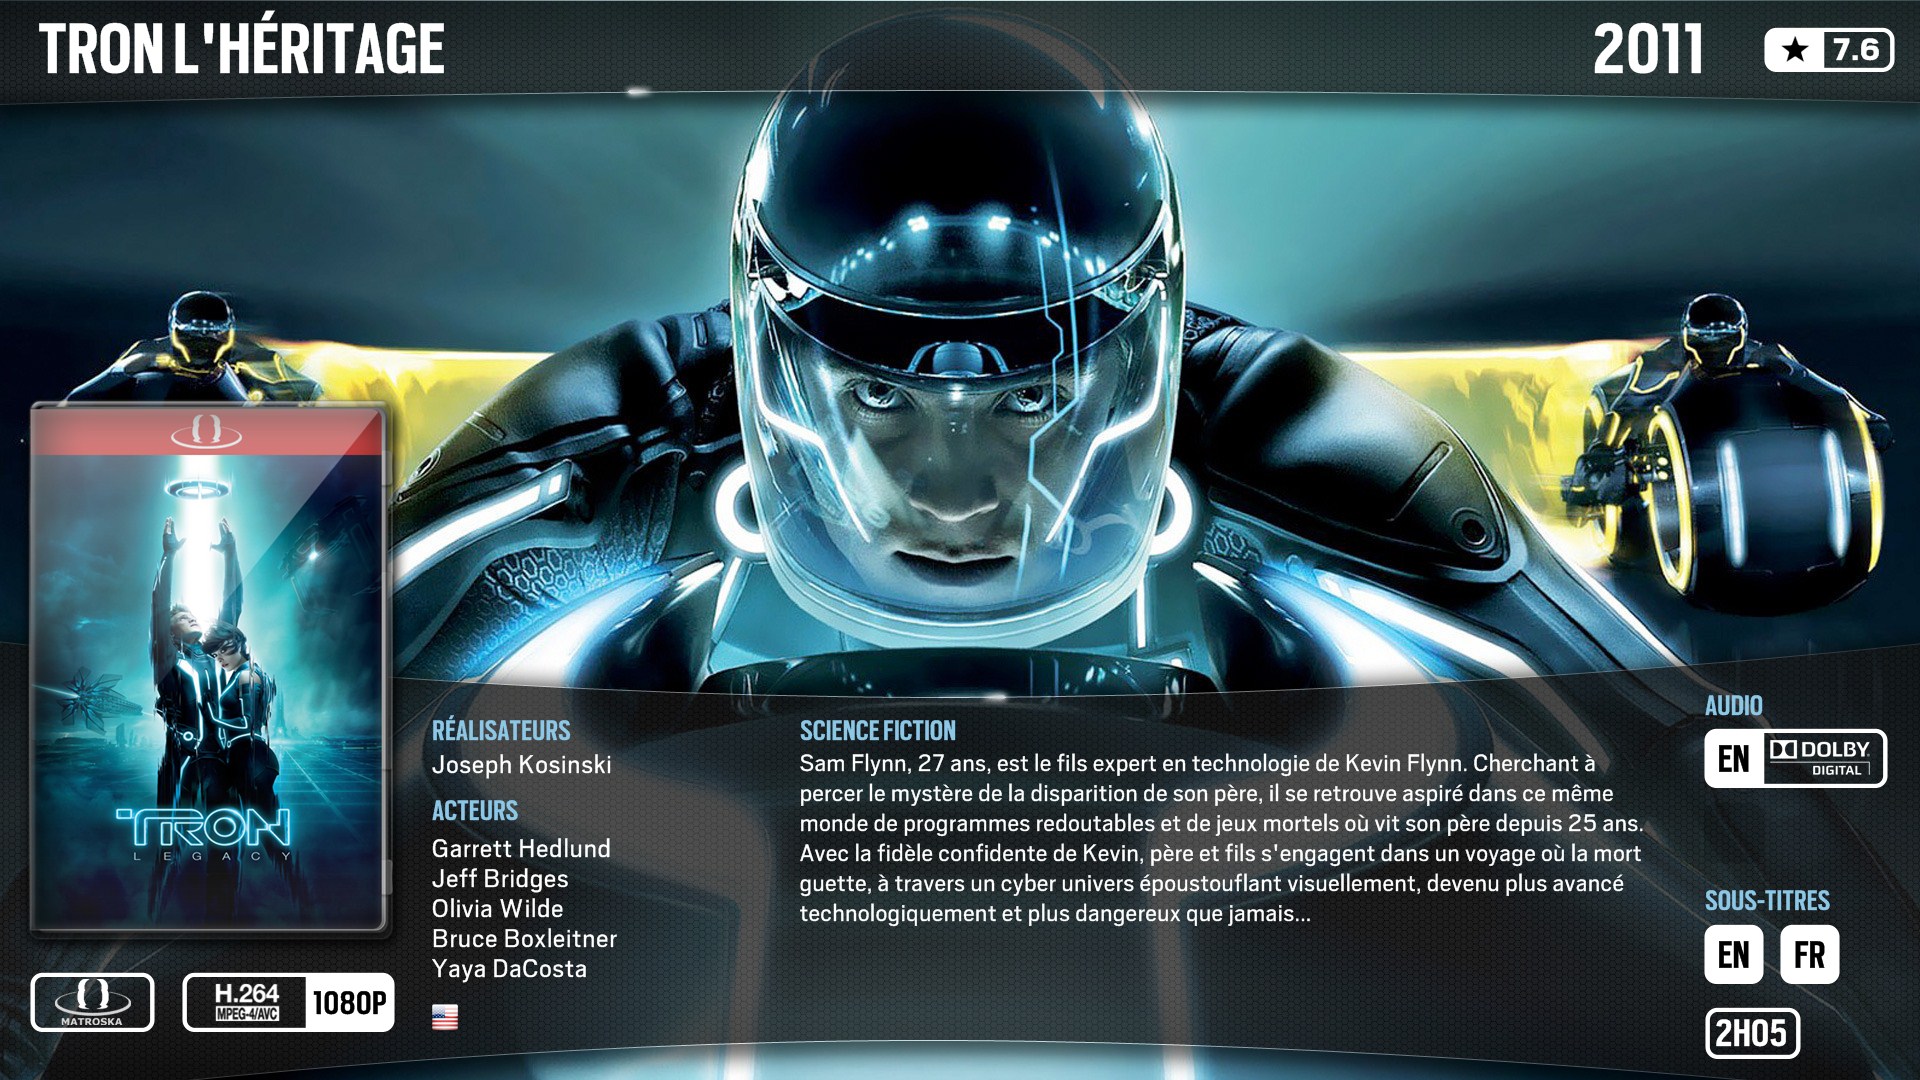 TRON L'HÉRITAGE
2011
7.6
TRON
LEGACY
MATROSKA
H.264
MPEG-4/AVC
1080P
RÉALISATEURS
Joseph Kosinski
ACTEURS
Garrett Hedlund
Jeff Bridges
Olivia Wilde
Bruce Boxleitner
Yaya DaCosta
SCIENCE FICTION
Sam Flynn, 27 ans, est le fils expert en technologie de Kevin Flynn. Cherchant à
percer le mystère de la disparition de son père, il se retrouve aspiré dans ce même
monde de programmes redoutables et de jeux mortels où vit son père depuis 25 ans.
Avec la fidèle confidente de Kevin, père et fils s'engagent dans un voyage où la mort
guette, à travers un cyber univers époustouflant visuellement, devenu plus avancé
technologiquement et plus dangereux que jamais...
AUDIO
EN
DOLBY
DIGITAL
SOUS-TITRES
EN FR
2H05